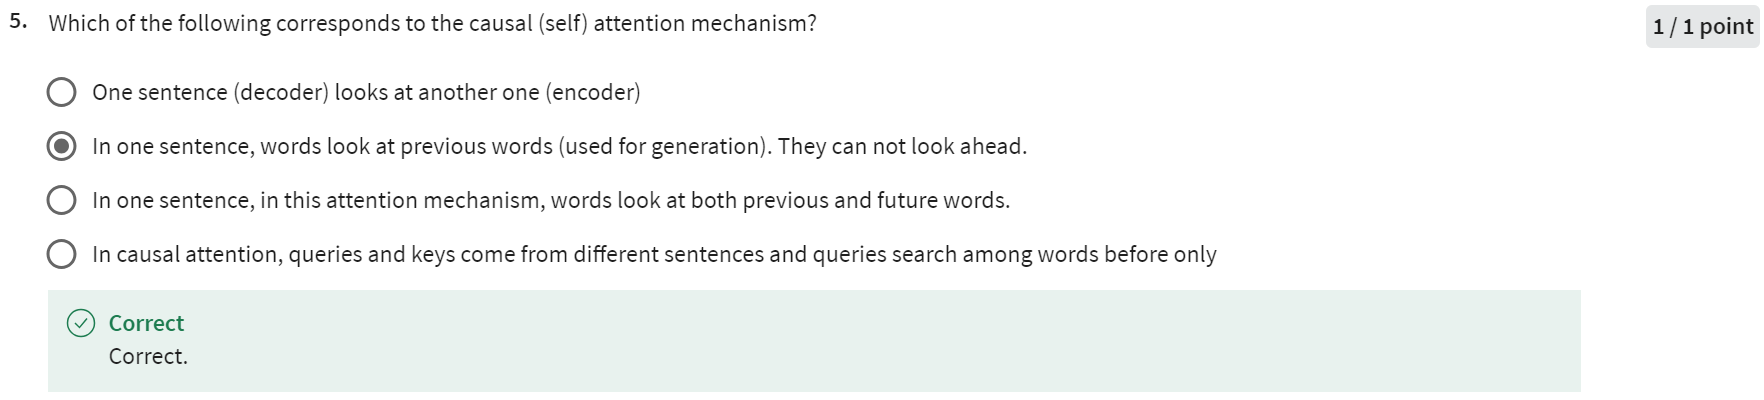 5. Which of the following corresponds to the causal (self) attention mechanism?
1 / 1 point
One sentence (decoder) looks at another one (encoder)
In one sentence, words look at previous words (used for generation). They can not look ahead.
In one sentence, in this attention mechanism, words look at both previous and future words.
In causal attention, queries and keys come from different sentences and queries search among words before only
Correct
Correct.